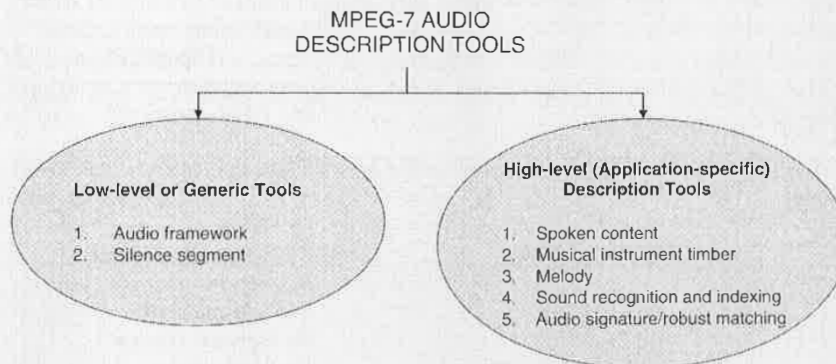 MPEG-7 AUDIO
DESCRIPTION TOOLS
Low-level or Generic Tools
1. Audio framework
2. Silence segment
High-level (Application-specific)
Description Tools
1. Spoken content
2. Musical instrument timber
3. Melody
4. Sound recognition and indexing
5. Audio signature/robust matching